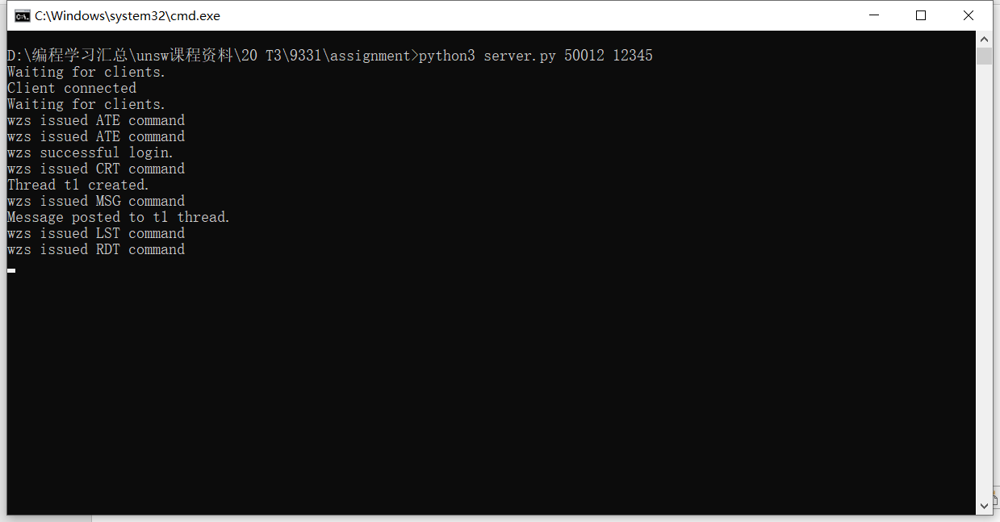 C:\Windows\system32\cmd.exe
D:\编程学习汇总\unsw课程资料\20 T3\9331\assignment>python3 server.py 50012 12345
Waiting for clients.
Client connected
Waiting for clients.
wzs issued ATE command
wzs issued ATE command
wzs successful login.
wzs issued CRT command
Thread t1 created.
wzs issued MSG command
Message posted to t1 thread.
wzs issued LST command
wzs issued RDT command